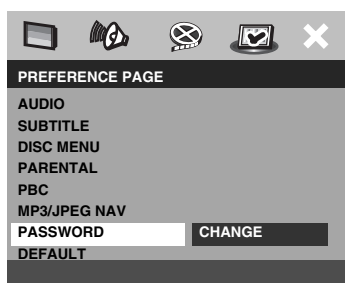 PREFERENCE PAGE
AUDIO
SUBTITLE
DISC MENU
PARENTAL
PBC
MP3/JPEG NAV
PASSWORD CHANGE
DEFAULT